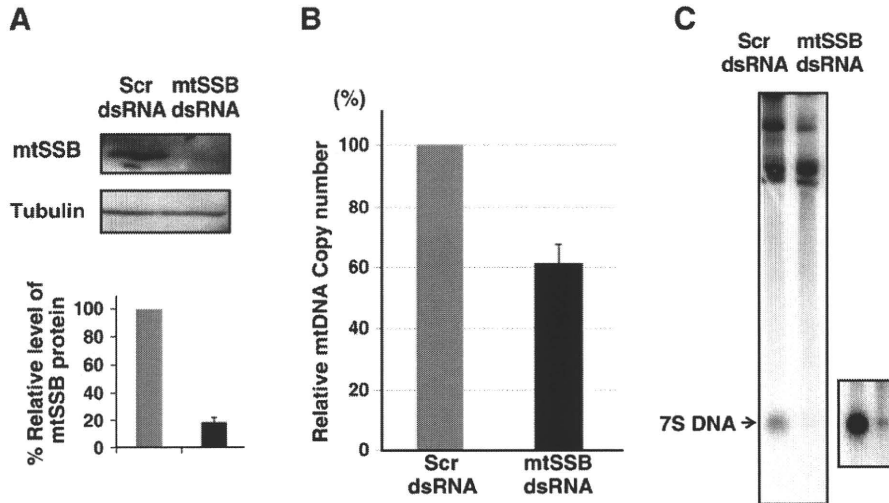 A
Scr mtSSB
dsRNA dsRNA
mtSSB
Tubulin
% Relative level of
mtSSB protein
100
80
60
40
20
0
B
(%)
Relative mtDNA Copy number
100
80
60
40
20
0
Scr
dsRNA
mtSSB
dsRNA
C
Scr mtSSB
dsRNA dsRNA
7S DNA